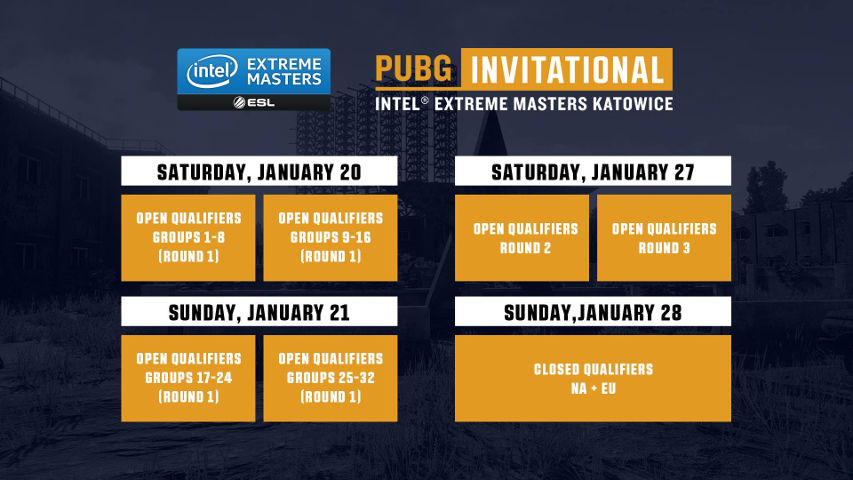 intel
EXTREME
MASTERS
ESL
PUBG INVITATIONAL
INTEL® EXTREME MASTERS KATOWICE
SATURDAY, JANUARY 20
OPEN QUALIFIERS
GROUPS 1-8
(ROUND 1)
OPEN QUALIFIERS
GROUPS 9-16
(ROUND 1)
SATURDAY, JANUARY 27
OPEN QUALIFIERS
ROUND 2
OPEN QUALIFIERS
ROUND 3
SUNDAY, JANUARY 21
OPEN QUALIFIERS
GROUPS 17-24
(ROUND 1)
OPEN QUALIFIERS
GROUPS 25-32
(ROUND 1)
SUNDAY,JANUARY 28
CLOSED QUALIFIERS
NA + EU